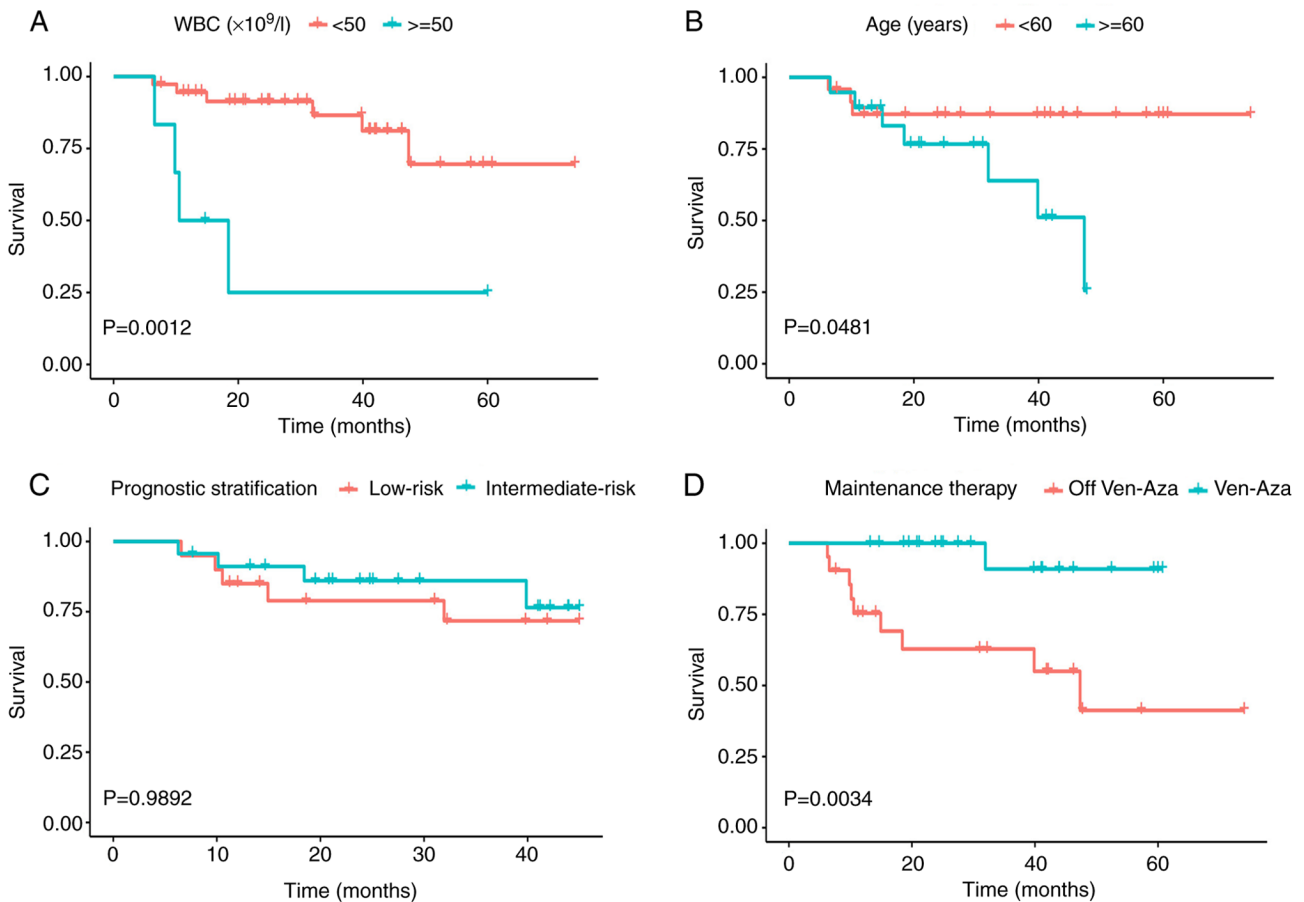 A
WBC (×10⁹/l) <50 >=50
1.00
0.75
0.50
0.25
0.00
Survival
P=0.0012
0 20 40 60
Time (months)
B
Age (years) <60 >=60
1.00
0.75
0.50
0.25
0.00
Survival
P=0.0481
0 20 40 60
Time (months)
C
Prognostic stratification Low-risk Intermediate-risk
1.00
0.75
0.50
0.25
0.00
Survival
P=0.9892
0 10 20 30 40
Time (months)
D
Maintenance therapy Off Ven-Aza Ven-Aza
1.00
0.75
0.50
0.25
0.00
Survival
P=0.0034
0 20 40 60
Time (months)